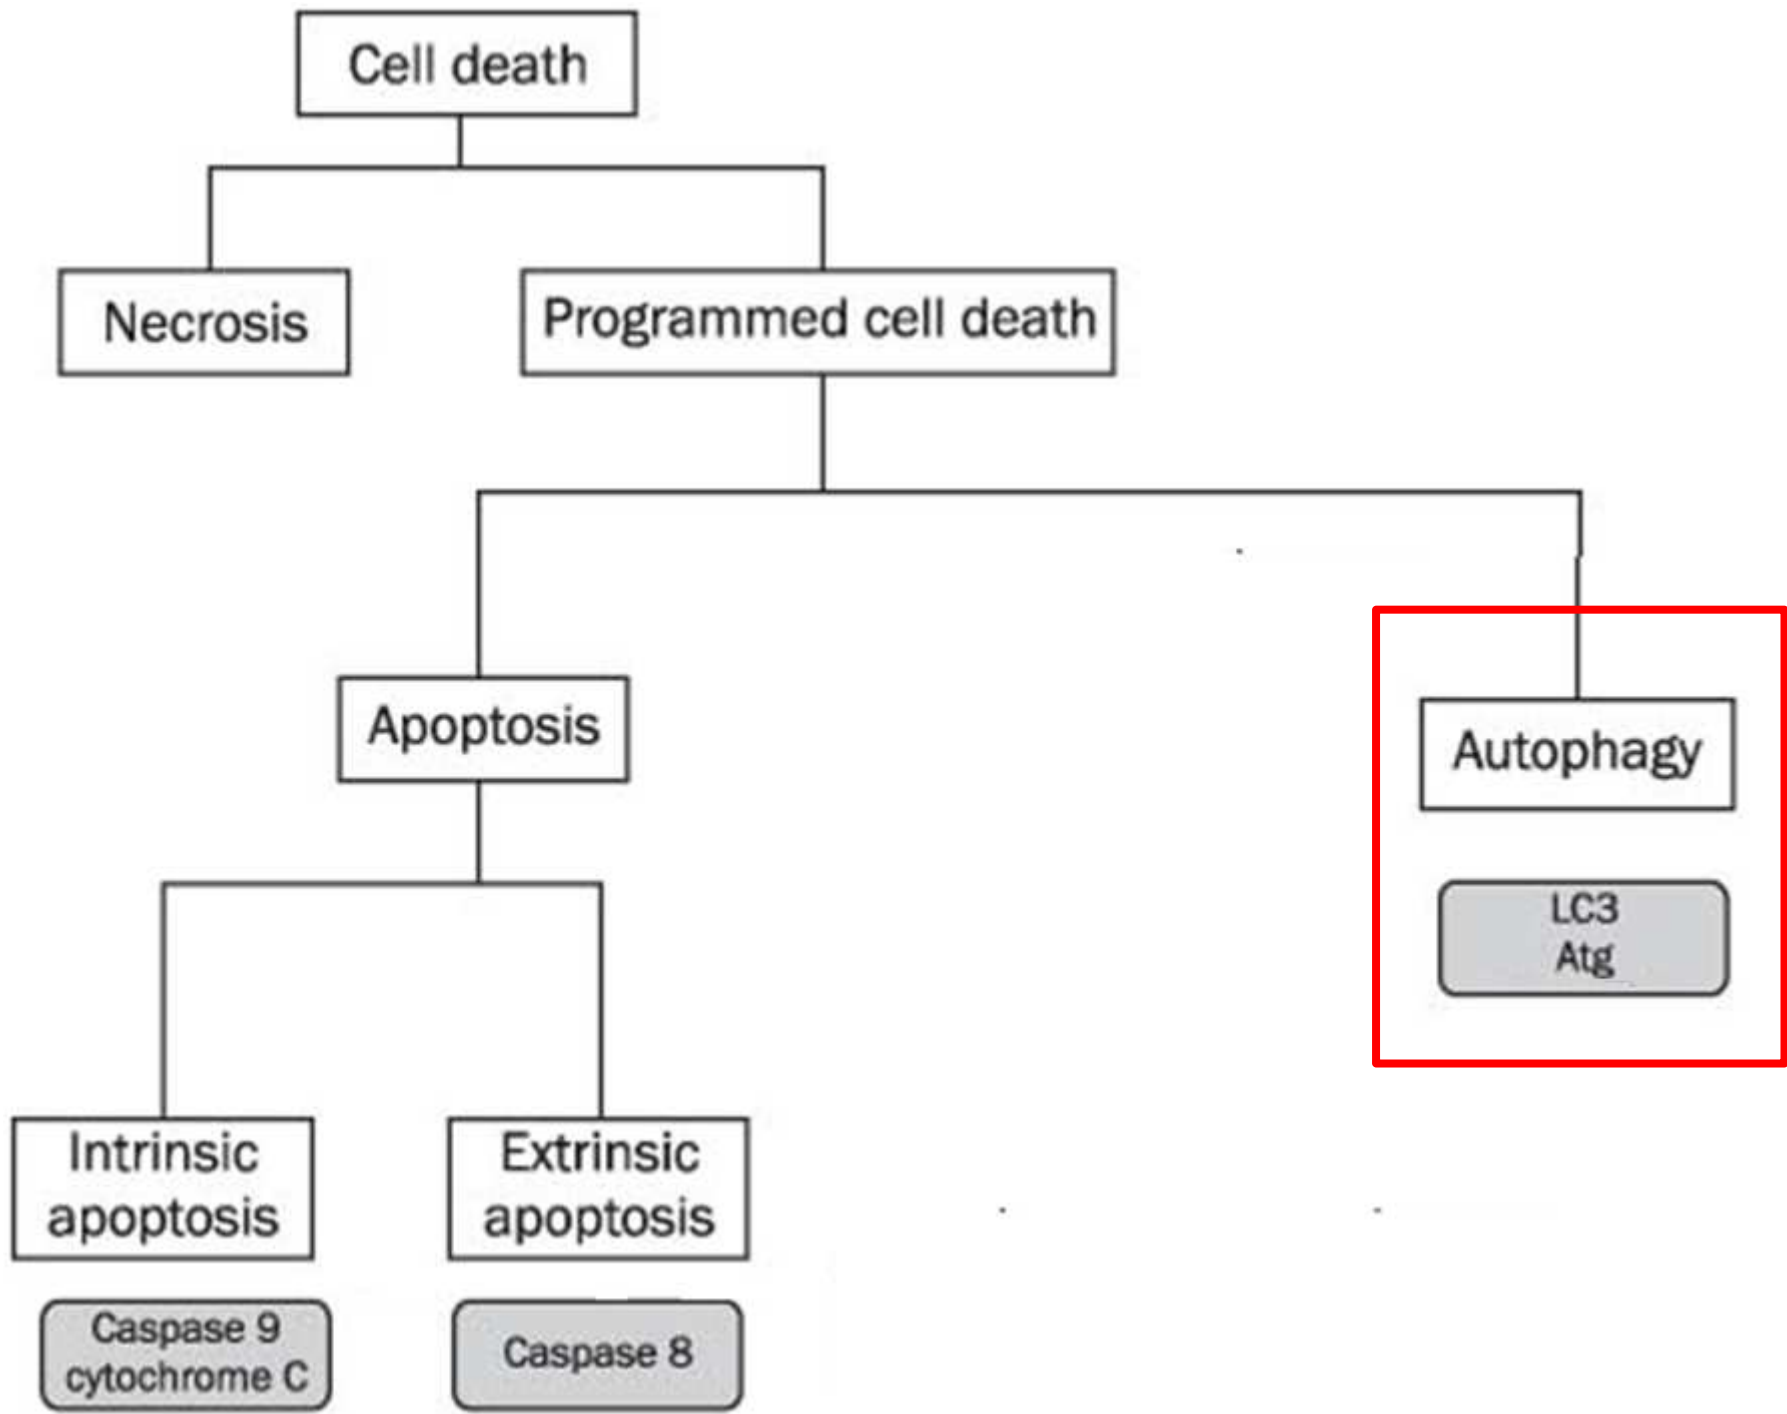 Cell death
Necrosis
Programmed cell death
Apoptosis
Autophagy
LC3
Atg
Intrinsic
apoptosis
Extrinsic
apoptosis
Caspase 9
cytochrome C
Caspase 8